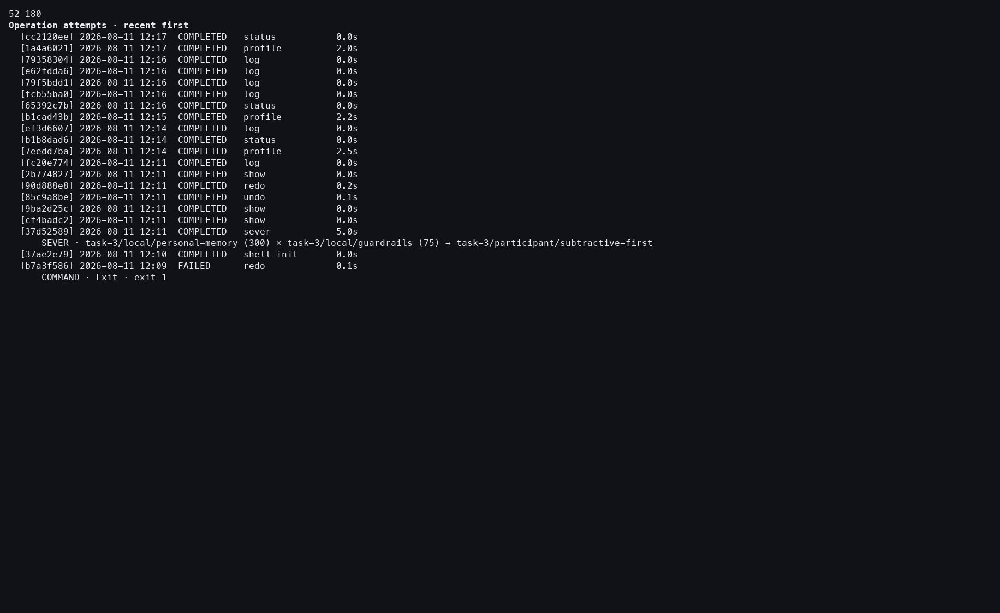 52 180
Operation attempts · recent first
[cc2120ee] 2026-08-11 12:17 COMPLETED status 0.0s
[1a4a6021] 2026-08-11 12:17 COMPLETED profile 2.0s
[79358304] 2026-08-11 12:16 COMPLETED log 0.0s
[e62fdda6] 2026-08-11 12:16 COMPLETED log 0.0s
[79f5bdd1] 2026-08-11 12:16 COMPLETED log 0.0s
[fcb55ba0] 2026-08-11 12:16 COMPLETED log 0.0s
[65392c7b] 2026-08-11 12:16 COMPLETED status 0.0s
[b1cad43b] 2026-08-11 12:15 COMPLETED profile 2.2s
[ef3d6607] 2026-08-11 12:14 COMPLETED log 0.0s
[b1b8dad6] 2026-08-11 12:14 COMPLETED status 0.0s
[7eedd7ba] 2026-08-11 12:14 COMPLETED profile 2.5s
[fc20e774] 2026-08-11 12:11 COMPLETED log 0.0s
[2b774827] 2026-08-11 12:11 COMPLETED show 0.0s
[90d888e8] 2026-08-11 12:11 COMPLETED redo 0.2s
[85c9a8be] 2026-08-11 12:11 COMPLETED undo 0.1s
[9ba2d25c] 2026-08-11 12:11 COMPLETED show 0.0s
[cf4badc2] 2026-08-11 12:11 COMPLETED show 0.0s
[37d52589] 2026-08-11 12:11 COMPLETED sever 5.0s
SEVER · task-3/local/personal-memory (300) × task-3/local/guardrails (75) → task-3/participant/subtractive-first
[37ae2e79] 2026-08-11 12:10 COMPLETED shell-init 0.0s
[b7a3f586] 2026-08-11 12:09 FAILED redo 0.1s
COMMAND · Exit · exit 1